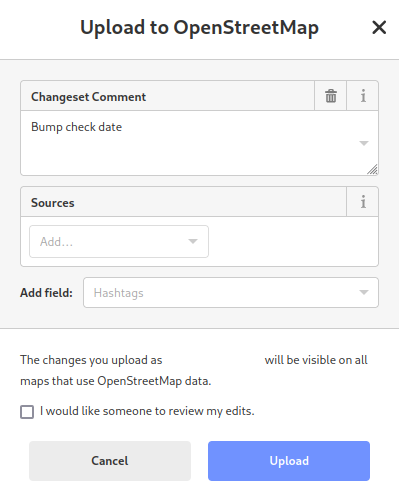 Upload to OpenStreetMap
Changeset Comment
Bump check date
Sources
Add...
Add field: Hashtags
The changes you upload as will be visible on all
maps that use OpenStreetMap data.
I would like someone to review my edits.
Cancel Upload